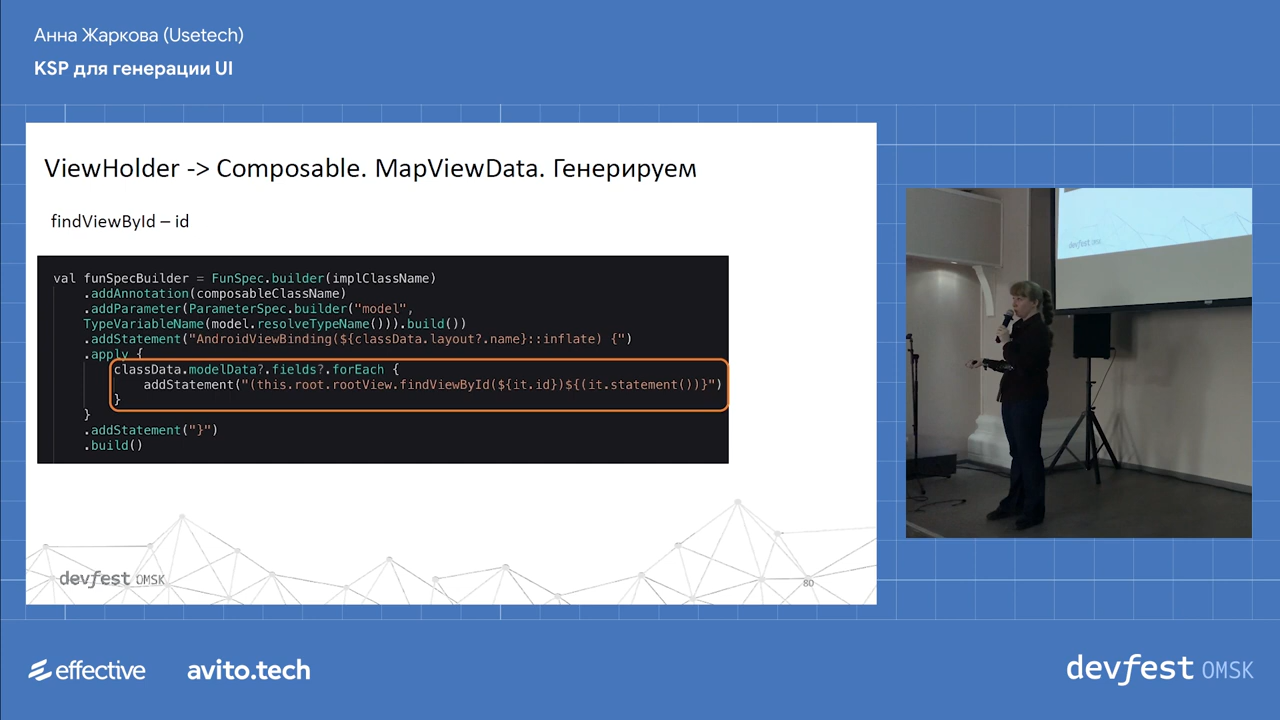 Анна Жаркова (Usetech)
KSP для генерации UI
ViewHolder -> Composable. MapViewData. Генерируем
findViewById – id
val funSpecBuilder = FunSpec.builder(implClassName)
.addAnnotation(composableClassName)
.addParameter(ParameterSpec.builder("model",
TypeVariableName(model.resolveTypeName())).build())
.addStatement("AndroidViewBinding(${classData.layout?.name}::inflate) {")
.apply {
classData.modelData?.fields?.forEach {
addStatement("(this.root.rootView.findViewById(${it.id})${(it.statement())}")
}
}
.addStatement("}")
.build()
devfest OMSK
80
devfest OMSK
effective
avito.tech
devfest OMSK